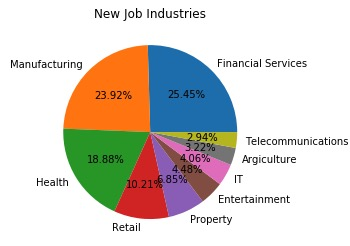 New Job Industries
Financial Services
25.45%
Manufacturing
23.92%
Health
18.88%
Retail
10.21%
Property
6.85%
Entertainment
4.48%
IT
4.06%
Argiculture
3.22%
Telecommunications
2.94%